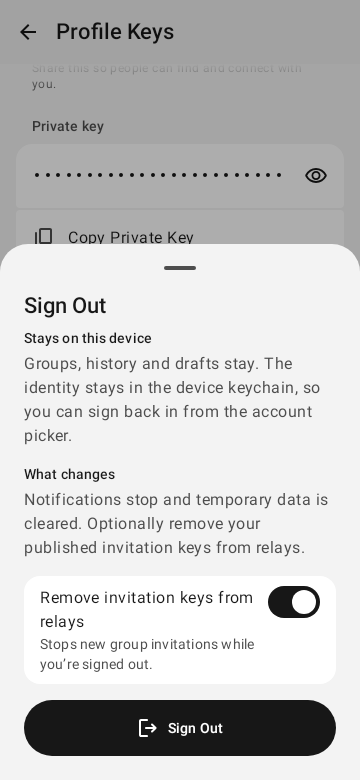 Profile Keys
Share this so people can find and connect with
you.
Private key
Copy Private Key
Sign Out
Stays on this device
Groups, history and drafts stay. The
identity stays in the device keychain, so
you can sign back in from the account
picker.
What changes
Notifications stop and temporary data is
cleared. Optionally remove your
published invitation keys from relays.
Remove invitation keys from
relays
Stops new group invitations while
you’re signed out.
Sign Out